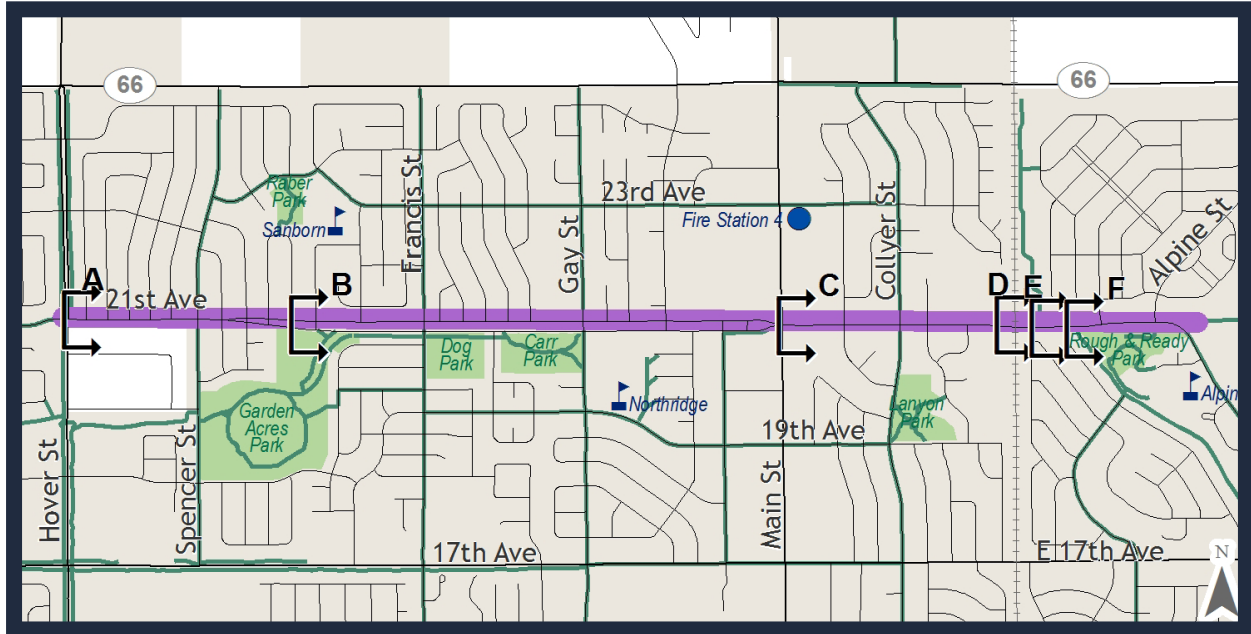 66
66
Raper
Park
Sanborn
Francis St
23rd Ave
Fire Station 4
Gay St
Collyer St
Alpine St
A
21st Ave
B
C
D
E
F
Dog
Park
Carr
Park
Rough & Ready
Park
Garden
Acres
Park
Northridge
Lanyon
Park
Alpin
19th Ave
Hover St
Spencer St
Main St
17th Ave
E 17th Ave
N